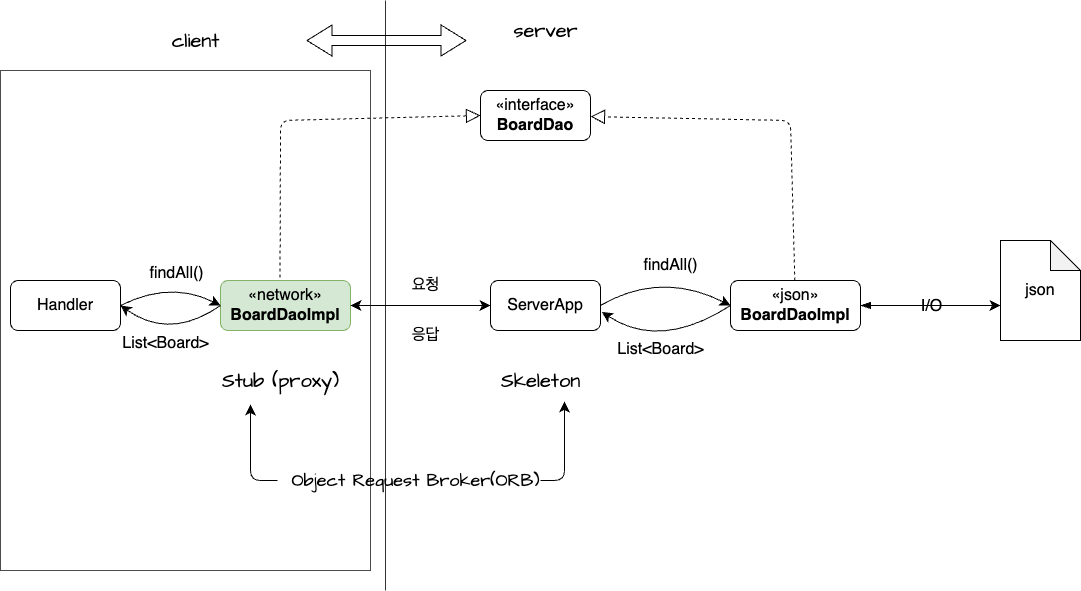 client
server
«interface»
BoardDao
findAll()
Handler
«network»
BoardDaoImpl
List<Board>
요청
응답
ServerApp
findAll()
List<Board>
«json»
BoardDaoImpl
I/O
json
Stub (proxy)
Skeleton
Object Request Broker(ORB)